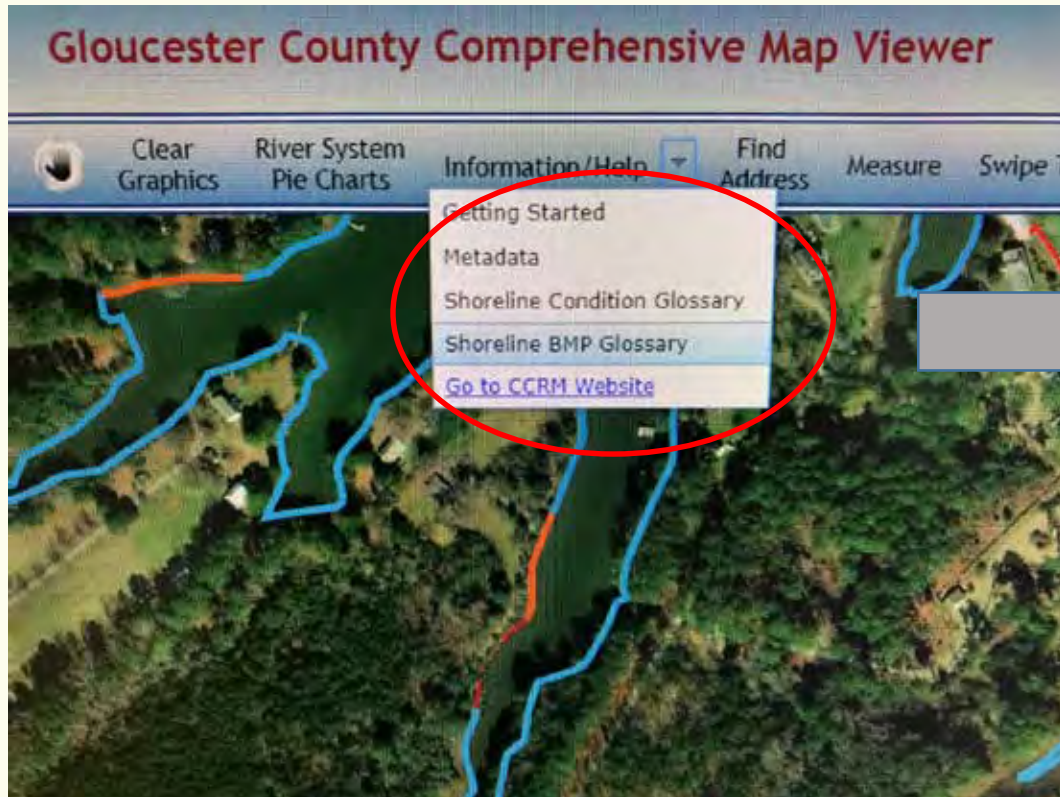 Gloucester County Comprehensive Map Viewer
Clear Graphics
River System Pie Charts
Information/Help
Find Address
Measure
Swipe
Getting Started
Metadata
Shoreline Condition Glossary
Shoreline BMP Glossary
Go to CCRM Website